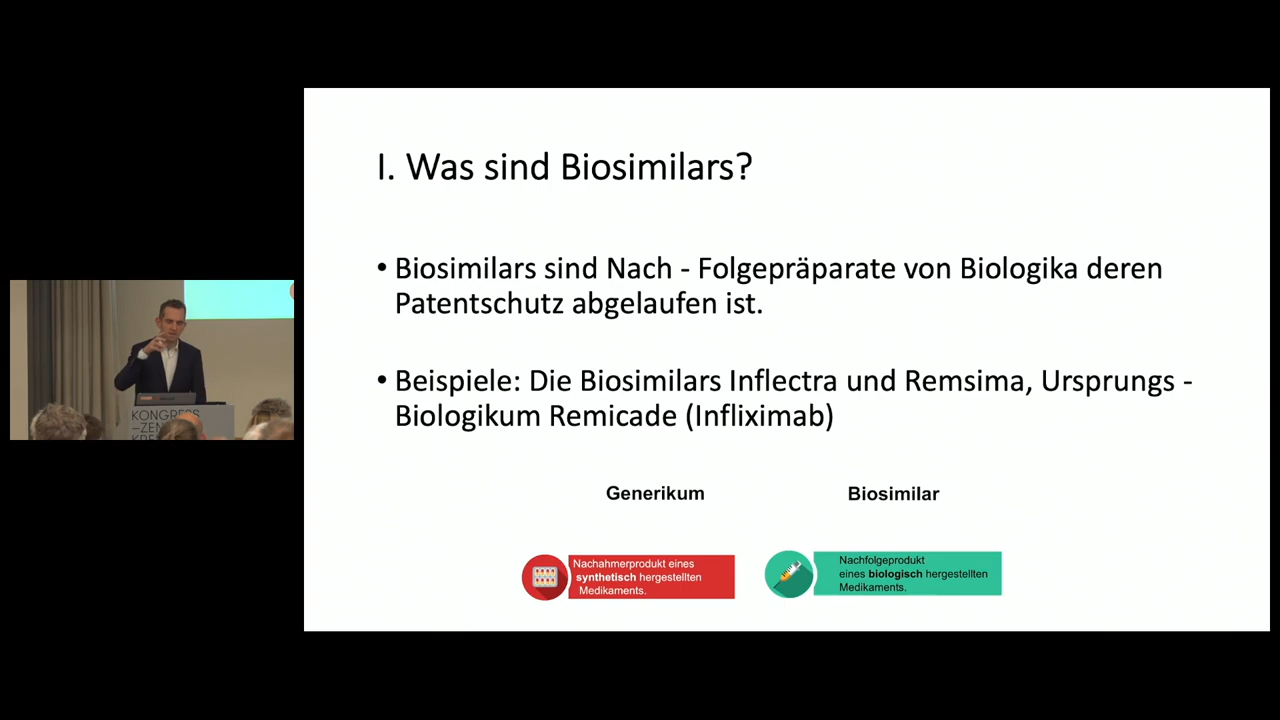 I. Was sind Biosimilars?
• Biosimilars sind Nach - Folgepräparate von Biologika deren
Patentschutz abgelaufen ist.
• Beispiele: Die Biosimilars Inflectra und Remsima, Ursprungs -
Biologikum Remicade (Infliximab)
Generikum
Biosimilar
Nachahmerprodukt eines
synthetisch hergestellten
Medikaments.
Nachfolgeprodukt
eines biologisch hergestellten
Medikaments.
KONGRESS
–ZEN